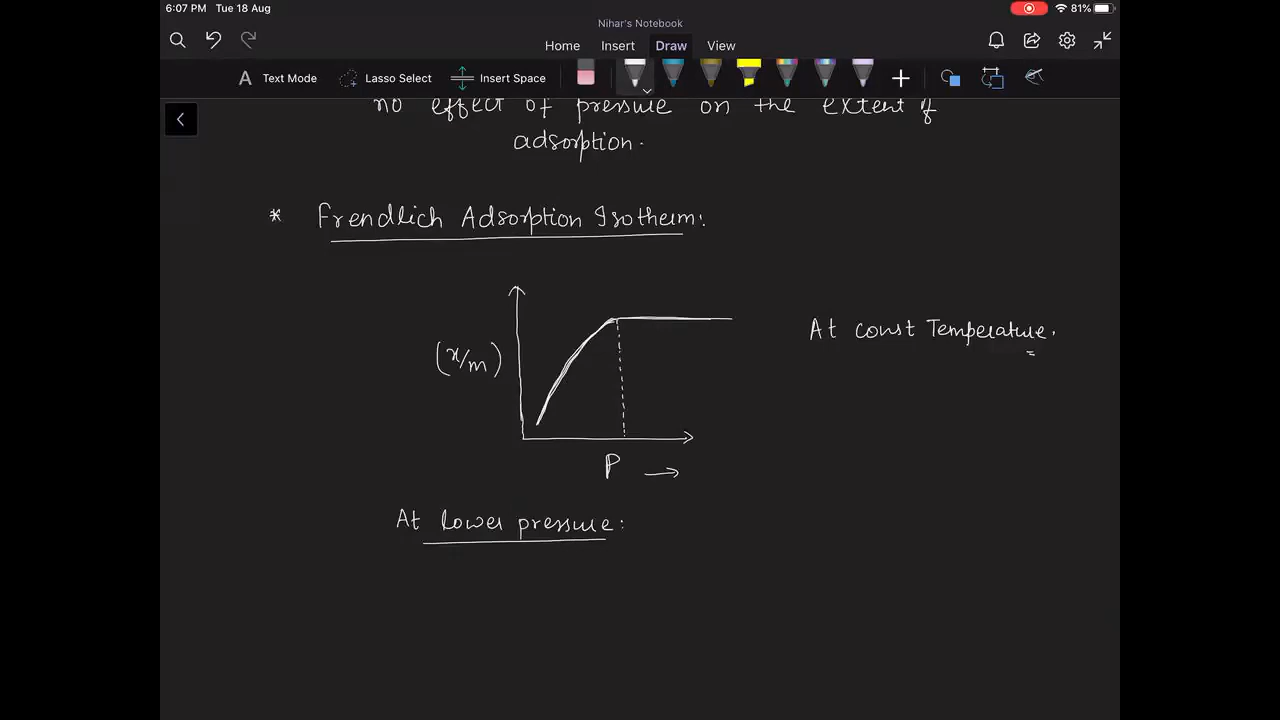 6:07 PM Tue 18 Aug
81%
Nihar's Notebook
Home Insert Draw View
Text Mode Lasso Select Insert Space
no effect of pressure on the extent of
adsorption.
* Frendlich Adsorption Isotherm:
(x/m)
At const Temperature.
P →
At lower pressure: